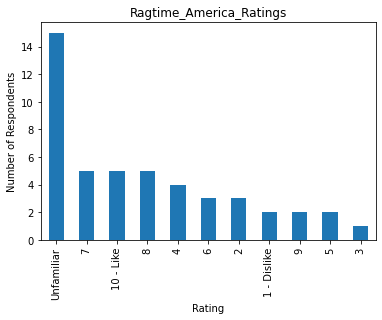 Ragtime_America_Ratings
Number of Respondents
14
12
10
8
6
4
2
0
Unfamiliar
7
10 - Like
8
4
6
2
1 - Dislike
9
5
3
Rating